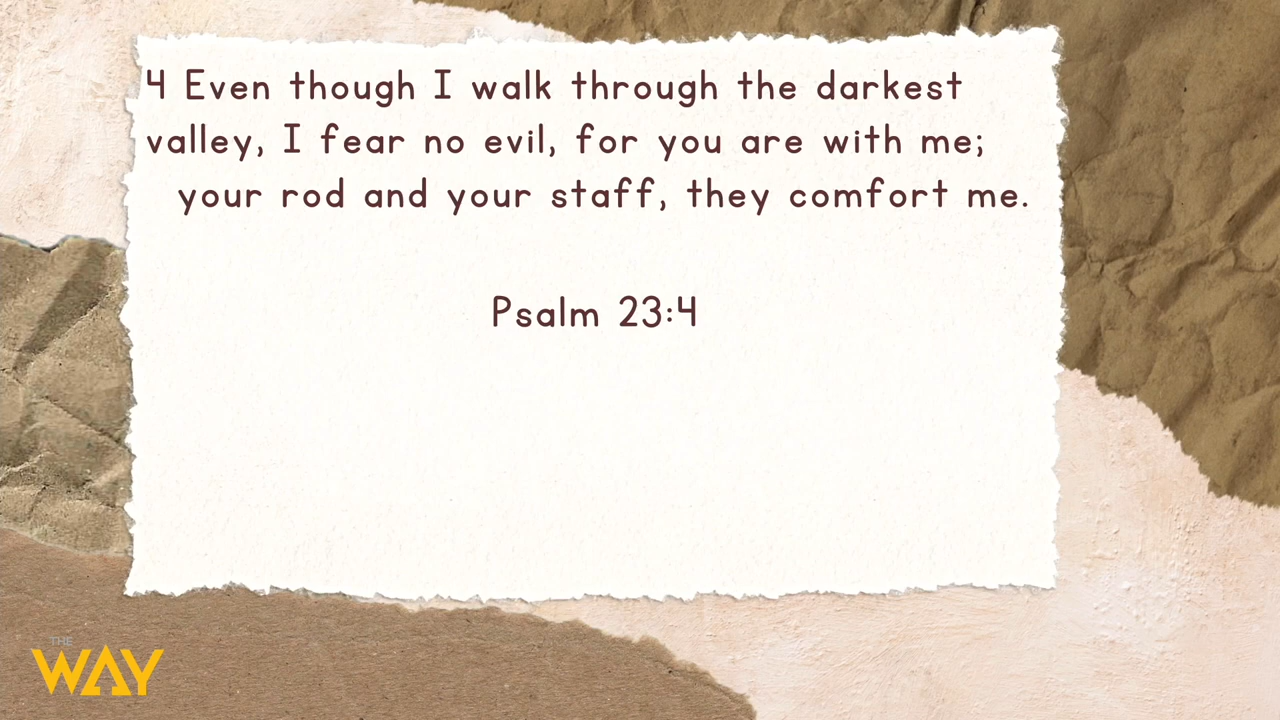 4 Even though I walk through the darkest
valley, I fear no evil, for you are with me;
your rod and your staff, they comfort me.
Psalm 23:4
THE
WAY